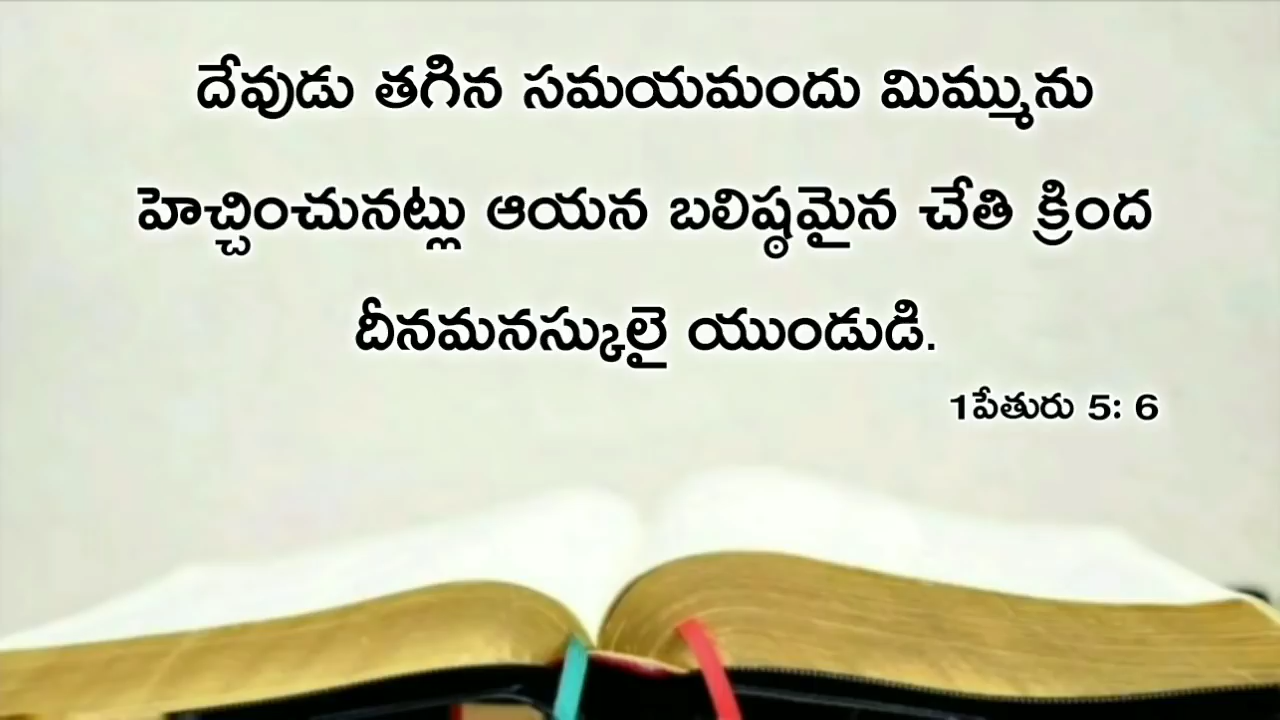 దేవుడు తగిన సమయమందు మిమ్మును
హెచ్చించునట్లు ఆయన బలిష్ఠమైన చేతి క్రింద
దీనమనస్కులై యుండుడి.
1పేతురు 5: 6